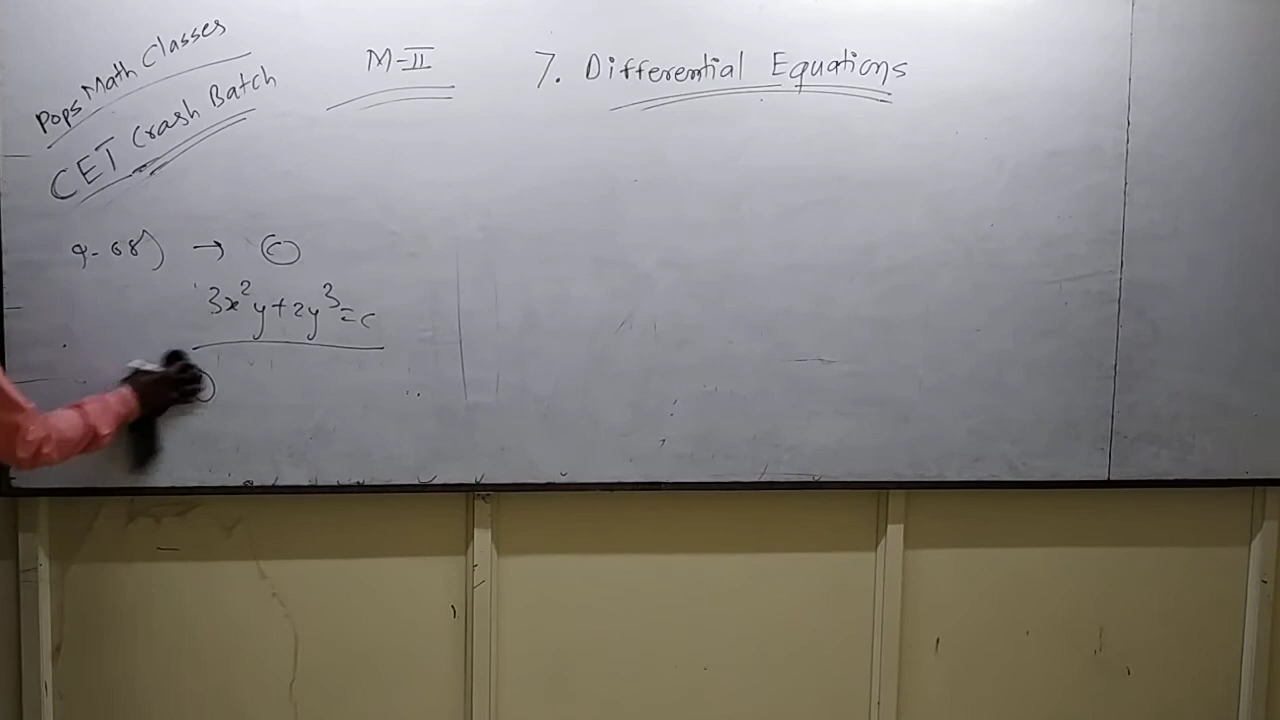 Pops Math Classes
CET Crash Batch
M-II
7. Differential Equations
Q-68) → ©
3x²y+2y³=c